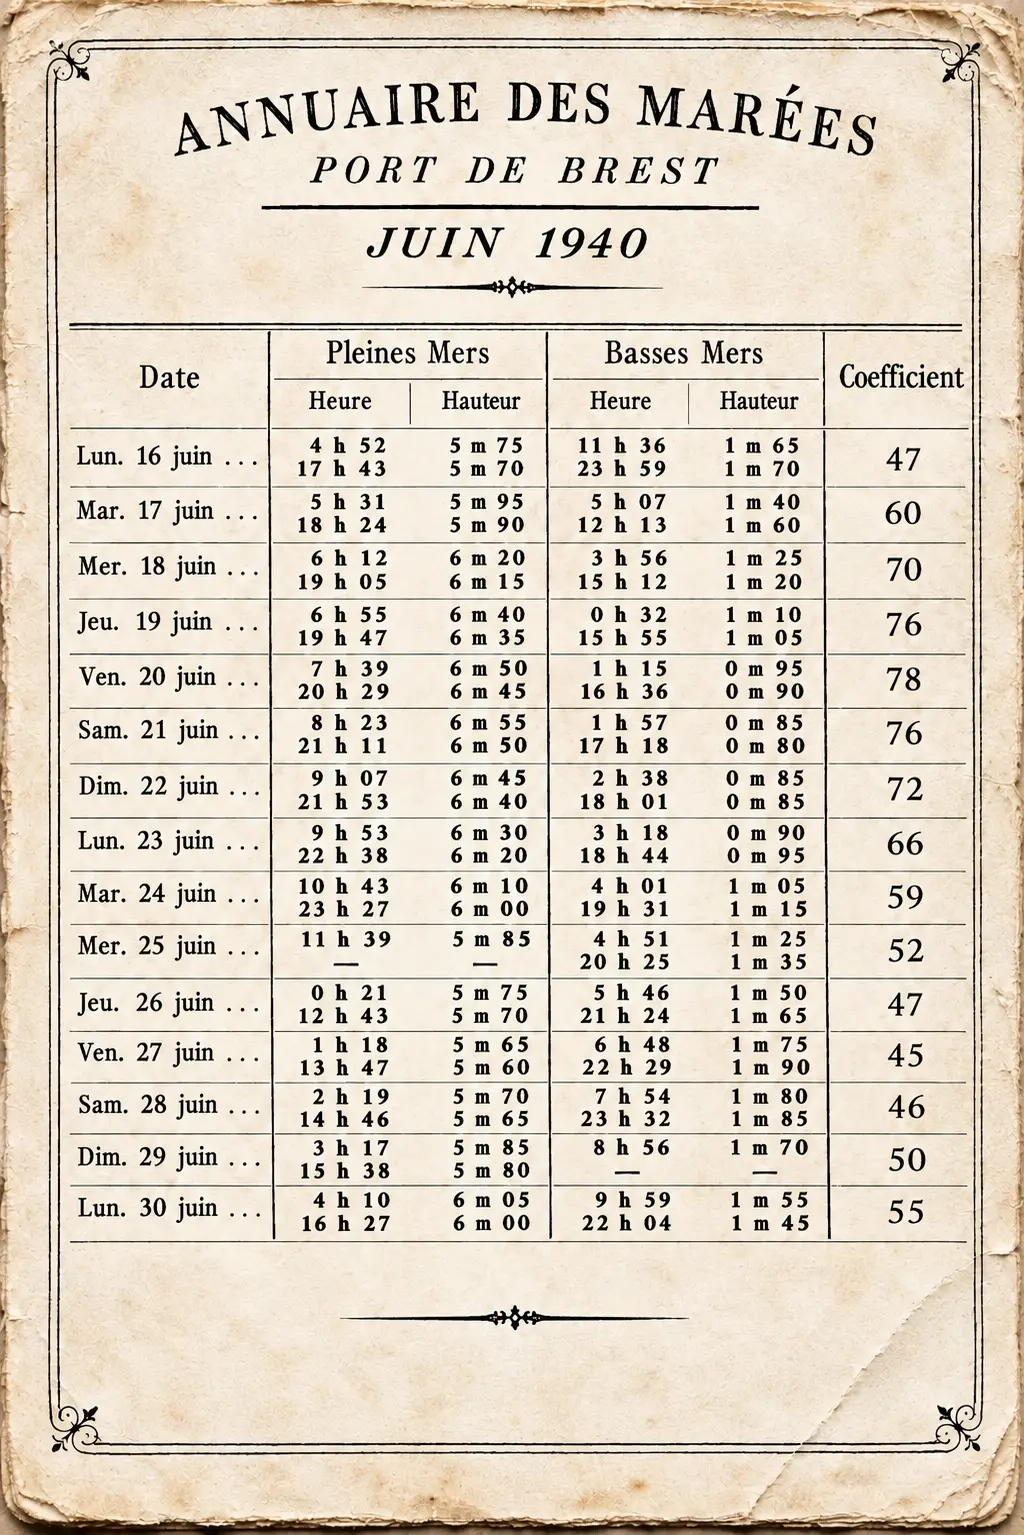 ANNUAIRE DES MARÉES
PORT DE BREST
JUIN 1940
Date Pleines Mers Basses Mers Coefficient
Heure Hauteur Heure Hauteur
Lun. 16 juin ... 4 h 52 5 m 75 11 h 36 1 m 65 47
17 h 43 5 m 70 23 h 59 1 m 70
Mar. 17 juin ... 5 h 31 5 m 95 5 h 07 1 m 40 60
18 h 24 5 m 90 12 h 13 1 m 60
Mer. 18 juin ... 6 h 12 6 m 20 3 h 56 1 m 25 70
19 h 05 6 m 15 15 h 12 1 m 20
Jeu. 19 juin ... 6 h 55 6 m 40 0 h 32 1 m 10 76
19 h 47 6 m 35 15 h 55 1 m 05
Ven. 20 juin ... 7 h 39 6 m 50 1 h 15 0 m 95 78
20 h 29 6 m 45 16 h 36 0 m 90
Sam. 21 juin ... 8 h 23 6 m 55 1 h 57 0 m 85 76
21 h 11 6 m 50 17 h 18 0 m 80
Dim. 22 juin ... 9 h 07 6 m 45 2 h 38 0 m 85 72
21 h 53 6 m 40 18 h 01 0 m 85
Lun. 23 juin ... 9 h 53 6 m 30 3 h 18 0 m 90 66
22 h 38 6 m 20 18 h 44 0 m 95
Mar. 24 juin ... 10 h 43 6 m 10 4 h 01 1 m 05 59
23 h 27 6 m 00 19 h 31 1 m 15
Mer. 25 juin ... 11 h 39 5 m 85 4 h 51 1 m 25 52
— — 20 h 25 1 m 35
Jeu. 26 juin ... 0 h 21 5 m 75 5 h 46 1 m 50 47
12 h 43 5 m 70 21 h 24 1 m 65
Ven. 27 juin ... 1 h 18 5 m 65 6 h 48 1 m 75 45
13 h 47 5 m 60 22 h 29 1 m 90
Sam. 28 juin ... 2 h 19 5 m 70 7 h 54 1 m 80 46
14 h 46 5 m 65 23 h 32 1 m 85
Dim. 29 juin ... 3 h 17 5 m 85 8 h 56 1 m 70 50
15 h 38 5 m 80 — —
Lun. 30 juin ... 4 h 10 6 m 05 9 h 59 1 m 55 55
16 h 27 6 m 00 22 h 04 1 m 45